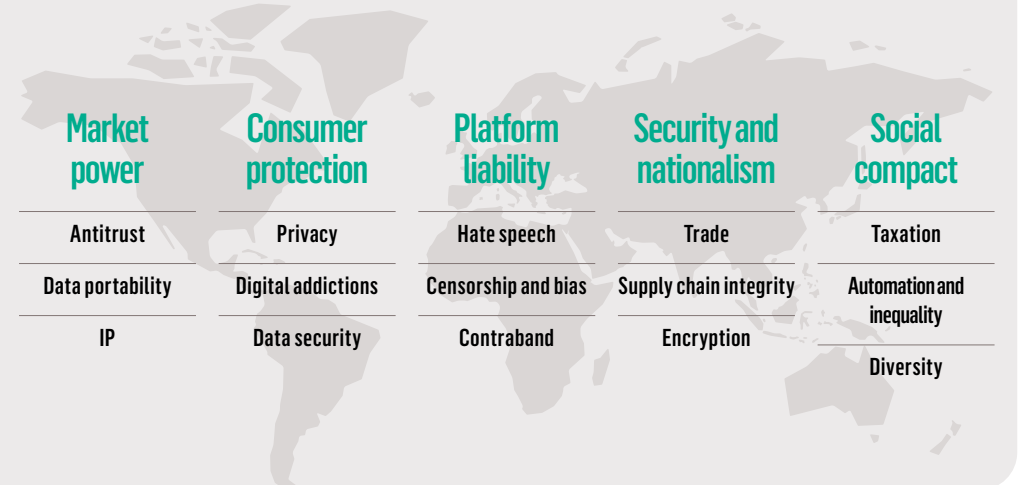 Market
power
Antitrust
Data portability
IP
Consumer
protection
Privacy
Digital addictions
Data security
Platform
liability
Hate speech
Censorship and bias
Contraband
Security and
nationalism
Trade
Supply chain integrity
Encryption
Social
compact
Taxation
Automation and
inequality
Diversity